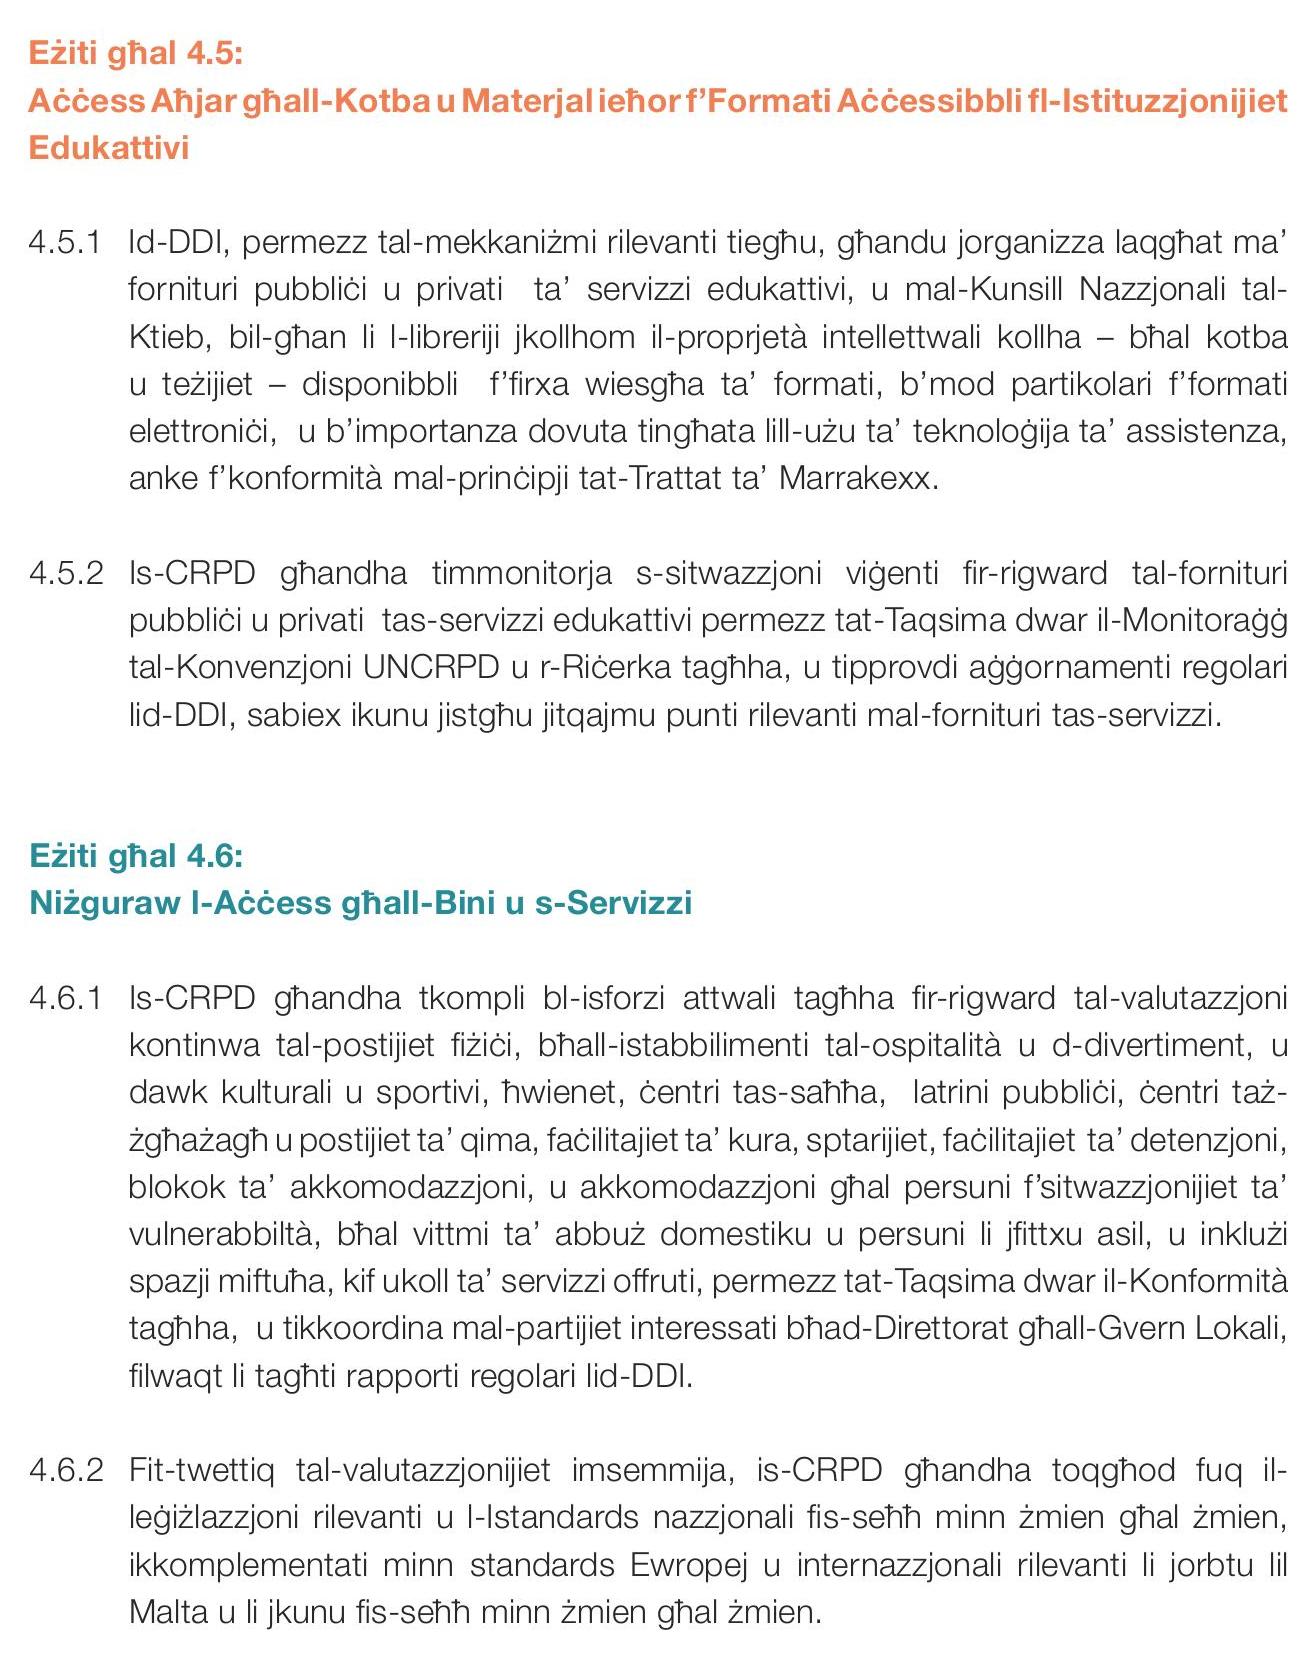 Eżiti għal 4.5:
Aċċess Aħjar għall-Kotba u Materjal ieħor f’Formati Aċċessibbli fl-Istituzzjonijiet
Edukattivi
4.5.1 Id-DDI, permezz tal-mekkaniżmi rilevanti tiegħu, għandu jorganizza laqgħat ma’
fornituri pubbliċi u privati ta’ servizzi edukattivi, u mal-Kunsill Nazzjonali tal-
Ktieb, bil-għan li l-libreriji jkollhom il-proprjetà intellettwali kollha – bħal kotba
u teżijiet – disponibbli f’firxa wiesgħa ta’ formati, b’mod partikolari f’formati
elettroniċi, u b’importanza dovuta tingħata lill-użu ta’ teknoloġija ta’ assistenza,
anke f’konformità mal-prinċipji tat-Trattat ta’ Marrakexx.
4.5.2 Is-CRPD għandha timmonitorja s-sitwazzjoni viġenti fir-rigward tal-fornituri
pubbliċi u privati tas-servizzi edukattivi permezz tat-Taqsima dwar il-Monitoraġġ
tal-Konvenzjoni UNCRPD u r-Riċerka tagħha, u tipprovdi aġġornamenti regolari
lid-DDI, sabiex ikunu jistgħu jitqajmu punti rilevanti mal-fornituri tas-servizzi.
Eżiti għal 4.6:
Niżguraw l-Aċċess għall-Bini u s-Servizzi
4.6.1 Is-CRPD għandha tkompli bl-isforzi attwali tagħha fir-rigward tal-valutazzjoni
kontinwa tal-postijiet fiżiċi, bħall-istabbilimenti tal-ospitalità u d-divertiment, u
dawk kulturali u sportivi, ħwienet, ċentri tas-saħħa, latrini pubbliċi, ċentri taż-
żgħażagħ u postijiet ta’ qima, faċilitajiet ta’ kura, sptarijiet, faċilitajiet ta’ detenzjoni,
blokok ta’ akkomodazzjoni, u akkomodazzjoni għal persuni f’sitwazzjonijiet ta’
vulnerabbiltà, bħal vittmi ta’ abbuż domestiku u persuni li jfittxu asil, u inklużi
spazji miftuħa, kif ukoll ta’ servizzi offruti, permezz tat-Taqsima dwar il-Konformità
tagħha, u tikkoordina mal-partijiet interessati bħad-Direttorat għall-Gvern Lokali,
filwaqt li tagħti rapporti regolari lid-DDI.
4.6.2 Fit-twettiq tal-valutazzjonijiet imsemmija, is-CRPD għandha toqgħod fuq il-
leġiżlazzjoni rilevanti u l-Istandards nazzjonali fis-seħħ minn żmien għal żmien,
ikkomplementati minn standards Ewropej u internazzjonali rilevanti li jorbtu lil
Malta u li jkunu fis-seħħ minn żmien għal żmien.